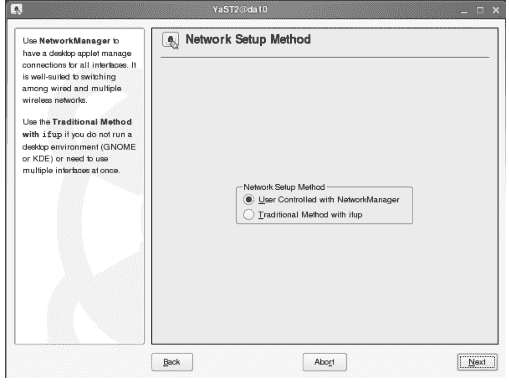 YaST2@da10
Use NetworkManager to
have a desktop applet manage
connections for all interfaces. It
is well-suited to switching
among wired and multiple
wireless networks.
Use the Traditional Method
with ifup if you do not run a
desktop environment (GNOME
or KDE) or need to use
multiple interfaces at once.
Network Setup Method
Network Setup Method
User Controlled with NetworkManager
Traditional Method with ifup
Back
Abort
Next